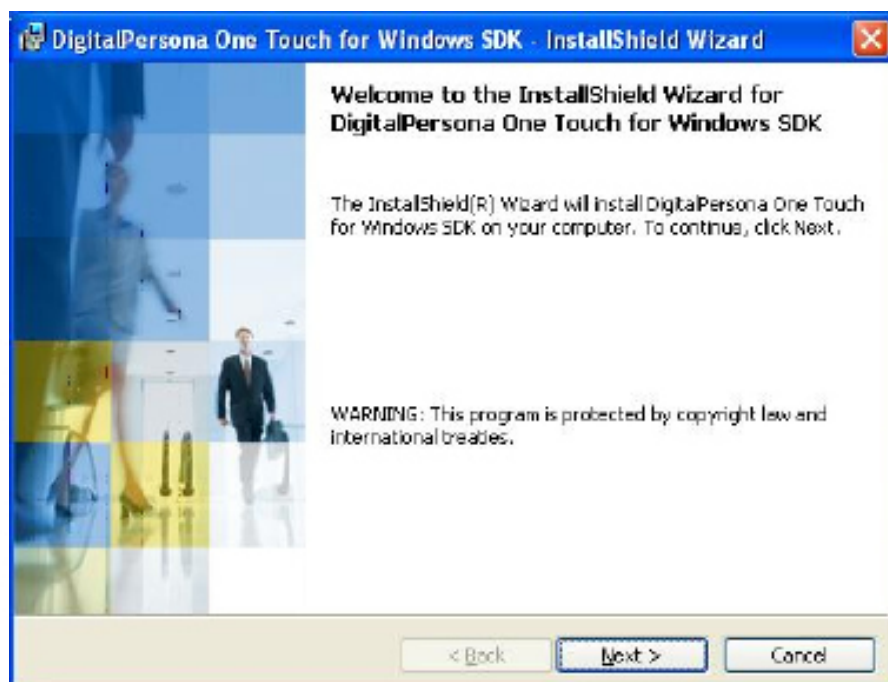 DigitalPersona One Touch for Windows SDK - InstallShield Wizard
Welcome to the InstallShield Wizard for
DigitalPersona One Touch for Windows SDK
The InstallShield(R) Wizard will install DigitalPersona One Touch
for Windows SDK on your computer. To continue, click Next.
WARNING: This program is protected by copyright law and
international treaties.
< Back
Next >
Cancel